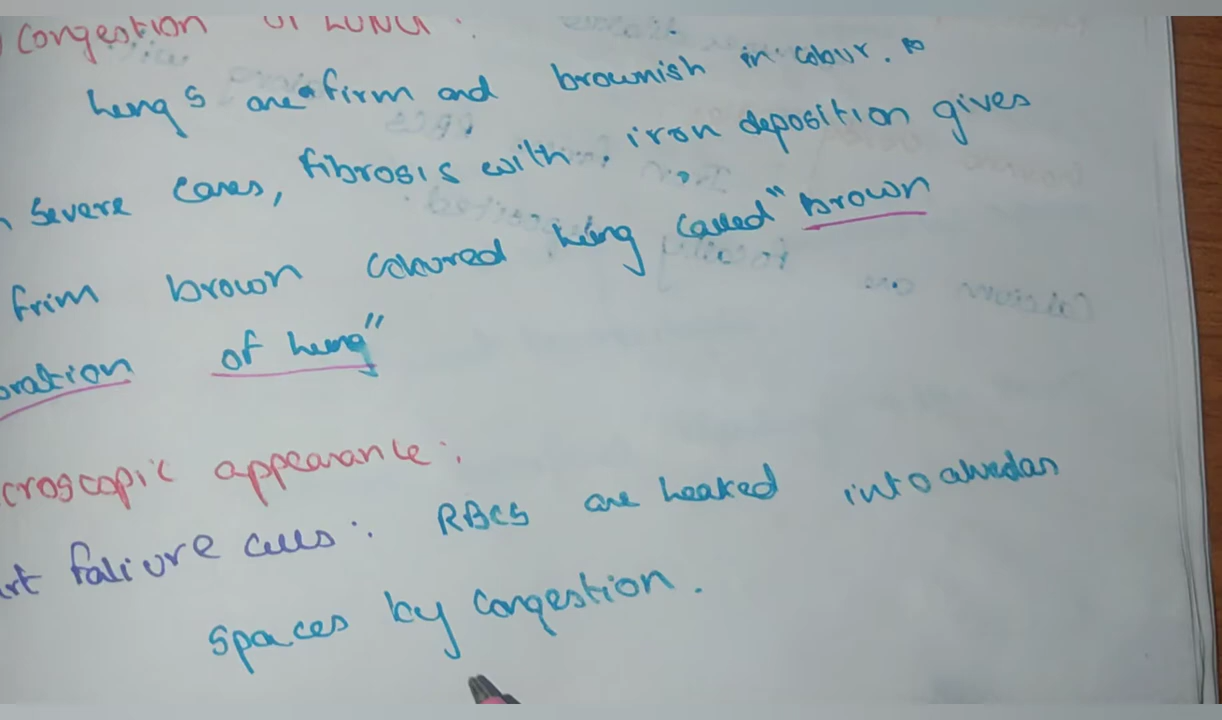 Congestion of LUNG :
lungs are firm and brownish in colour.
severe cases, fibrosis with iron deposition gives
frim brown coloured lung called "brown
oration of lung"
croscopic appearance :
rt faliure cells : RBCS are leaked into alveolar
spaces by congestion.